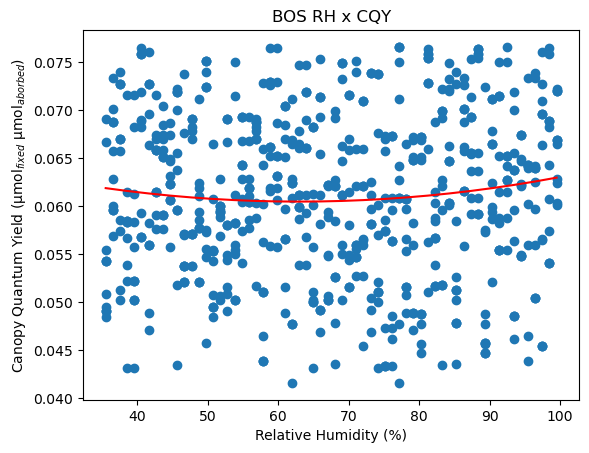 BOS RH x CQY
Canopy Quantum Yield (μmol_fixed μmol_aborbed)
0.075
0.070
0.065
0.060
0.055
0.050
0.045
0.040
40 50 60 70 80 90 100
Relative Humidity (%)